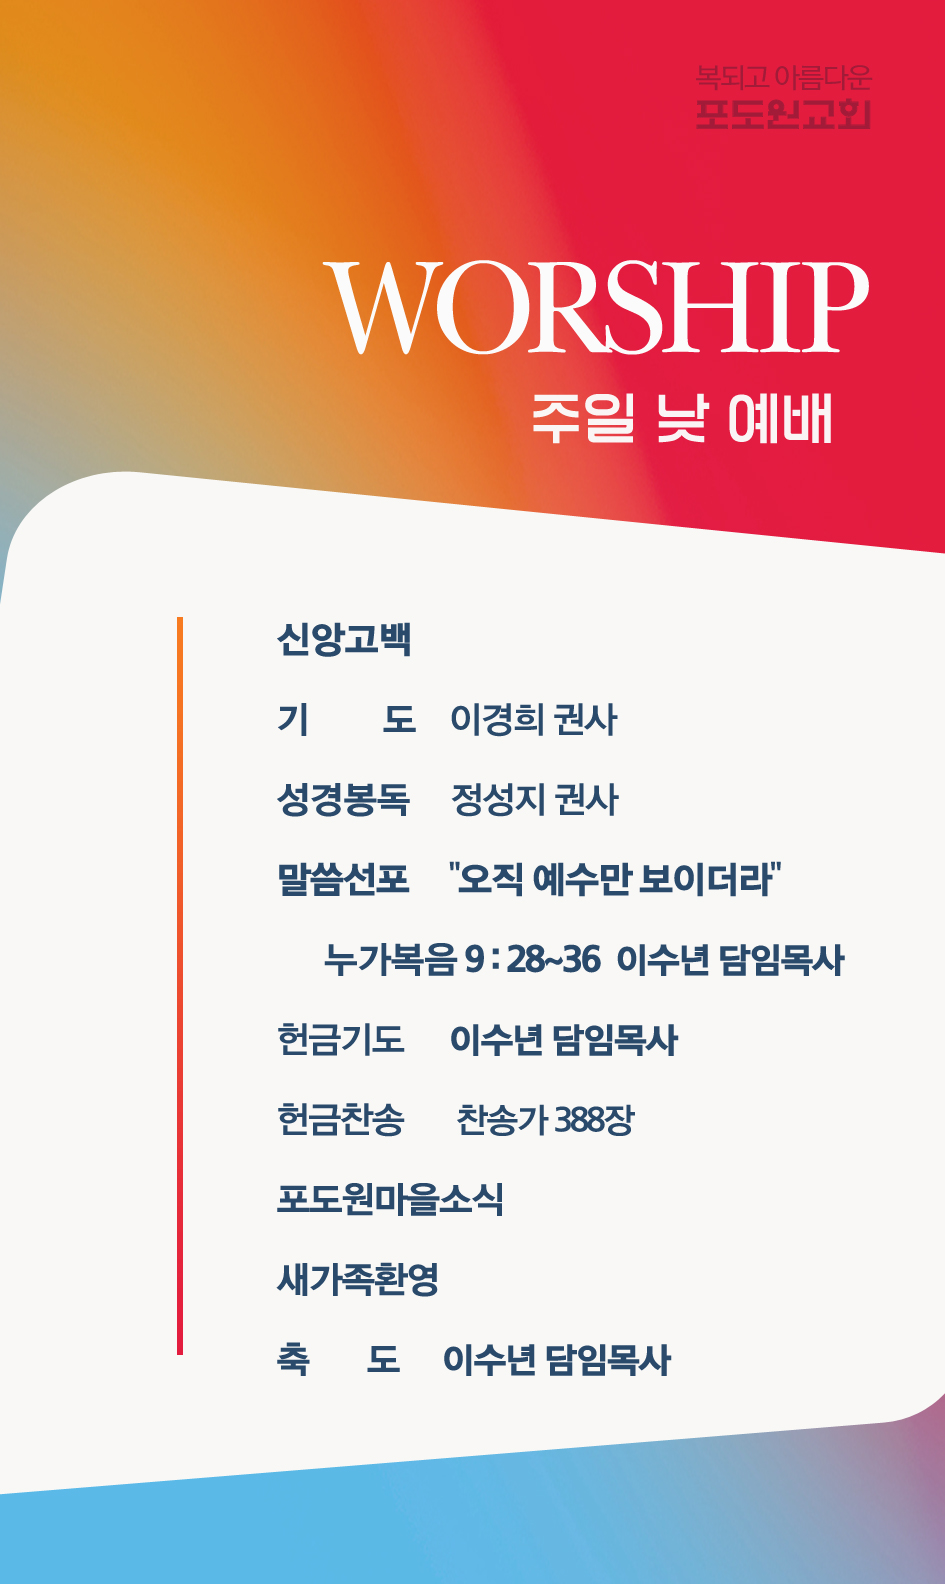 복되고 아름다운
포도원교회
WORSHIP
주일 낮 예배
신앙고백
기 도 이경희 권사
성경봉독 정성지 권사
말씀선포 "오직 예수만 보이더라"
누가복음 9 : 28~36 이수년 담임목사
헌금기도 이수년 담임목사
헌금찬송 찬송가 388장
포도원마을소식
새가족환영
축 도 이수년 담임목사